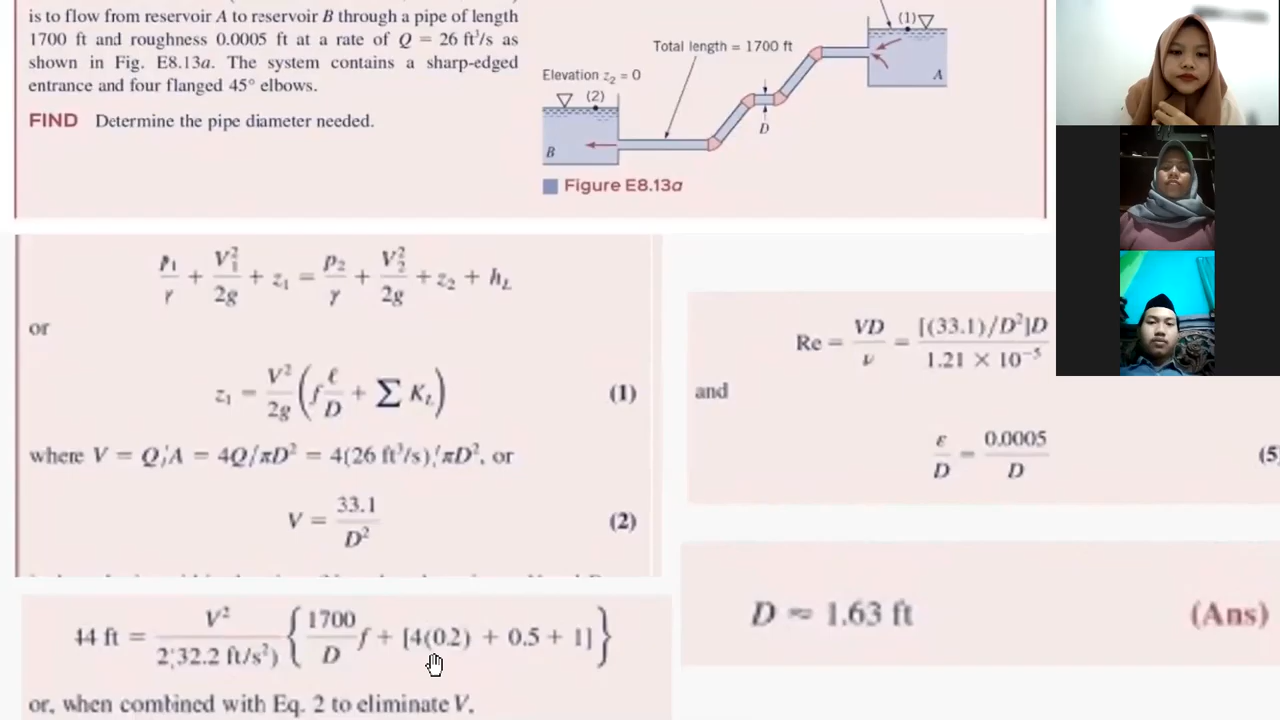 is to flow from reservoir A to reservoir B through a pipe of length
1700 ft and roughness 0.0005 ft at a rate of Q = 26 ft³/s as
shown in Fig. E8.13a. The system contains a sharp-edged
entrance and four flanged 45° elbows.
FIND Determine the pipe diameter needed.
(1)
Total length = 1700 ft
A
Elevation z₂ = 0
(2)
D
B
Figure E8.13a
p₁/γ + V₁²/2g + z₁ = p₂/γ + V₂²/2g + z₂ + h_L
or
z₁ = V²/2g (f ℓ/D + ∑ K_L) (1)
where V = Q/A = 4Q/πD² = 4(26 ft³/s)/πD², or
V = 33.1/D² (2)
44 ft = V²/2(32.2 ft/s²) {1700/D f + [4(0.2) + 0.5 + 1]}
or, when combined with Eq. 2 to eliminate V,
Re = VD/ν = [(33.1)/D²]D / 1.21 × 10⁻⁵
and
ε/D = 0.0005/D (5
D ≈ 1.63 ft (Ans)